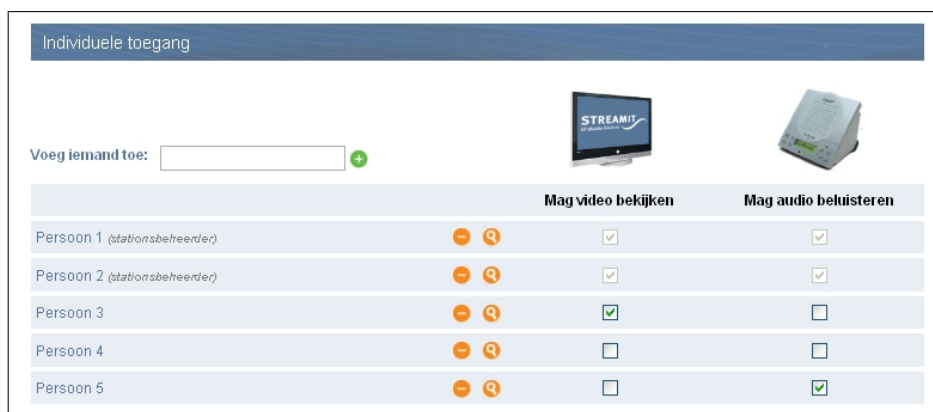 Individuele toegang
STREAMIT
Voeg iemand toe:
Mag video bekijken Mag audio beluisteren
Persoon 1 (stationsbeheerder)
Persoon 2 (stationsbeheerder)
Persoon 3
Persoon 4
Persoon 5